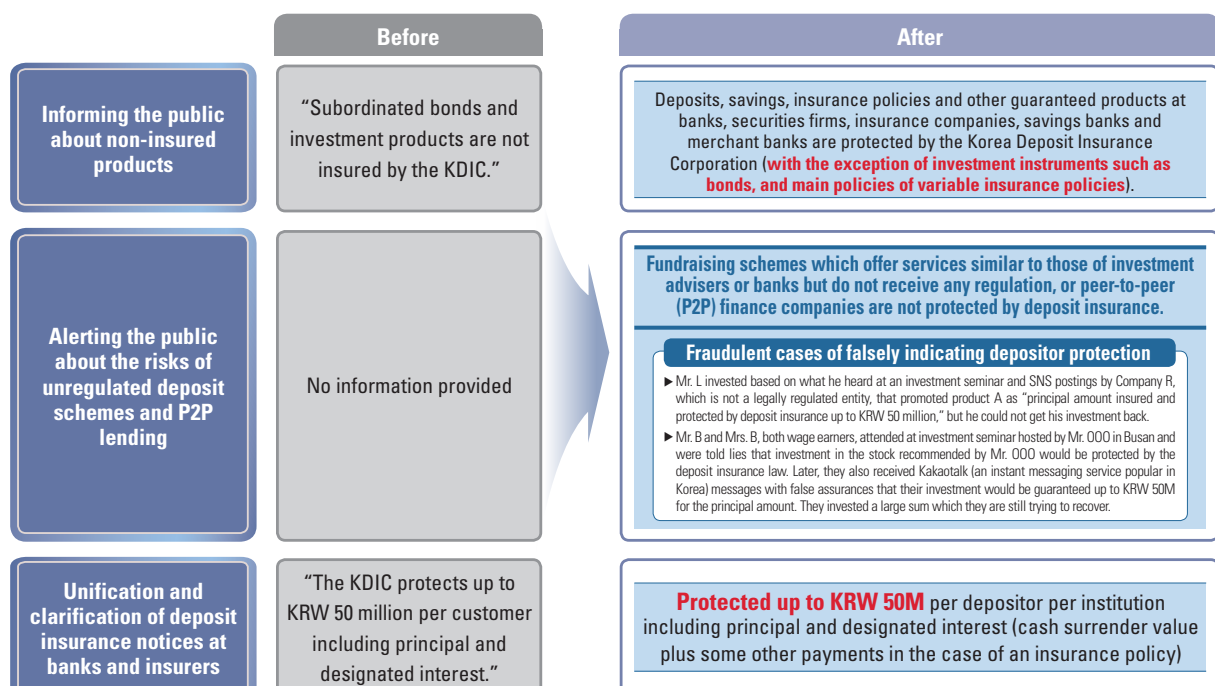 Before
After
Informing the public
about non-insured
products
“Subordinated bonds and
investment products are not
insured by the KDIC.”
Deposits, savings, insurance policies and other guaranteed products at
banks, securities firms, insurance companies, savings banks and
merchant banks are protected by the Korea Deposit Insurance
Corporation (with the exception of investment instruments such as
bonds, and main policies of variable insurance policies).
Alerting the public
about the risks of
unregulated deposit
schemes and P2P
lending
No information provided
Fundraising schemes which offer services similar to those of investment
advisers or banks but do not receive any regulation, or peer-to-peer
(P2P) finance companies are not protected by deposit insurance.
Fraudulent cases of falsely indicating depositor protection
▶ Mr. L invested based on what he heard at an investment seminar and SNS postings by Company R,
which is not a legally regulated entity, that promoted product A as “principal amount insured and
protected by deposit insurance up to KRW 50 million,” but he could not get his investment back.
▶ Mr. B and Mrs. B, both wage earners, attended at investment seminar hosted by Mr. OOO in Busan and
were told lies that investment in the stock recommended by Mr. OOO would be protected by the
deposit insurance law. Later, they also received Kakaotalk (an instant messaging service popular in
Korea) messages with false assurances that their investment would be guaranteed up to KRW 50M
for the principal amount. They invested a large sum which they are still trying to recover.
Unification and
clarification of deposit
insurance notices at
banks and insurers
“The KDIC protects up to
KRW 50 million per customer
including principal and
designated interest.”
Protected up to KRW 50M per depositor per institution
including principal and designated interest (cash surrender value
plus some other payments in the case of an insurance policy)